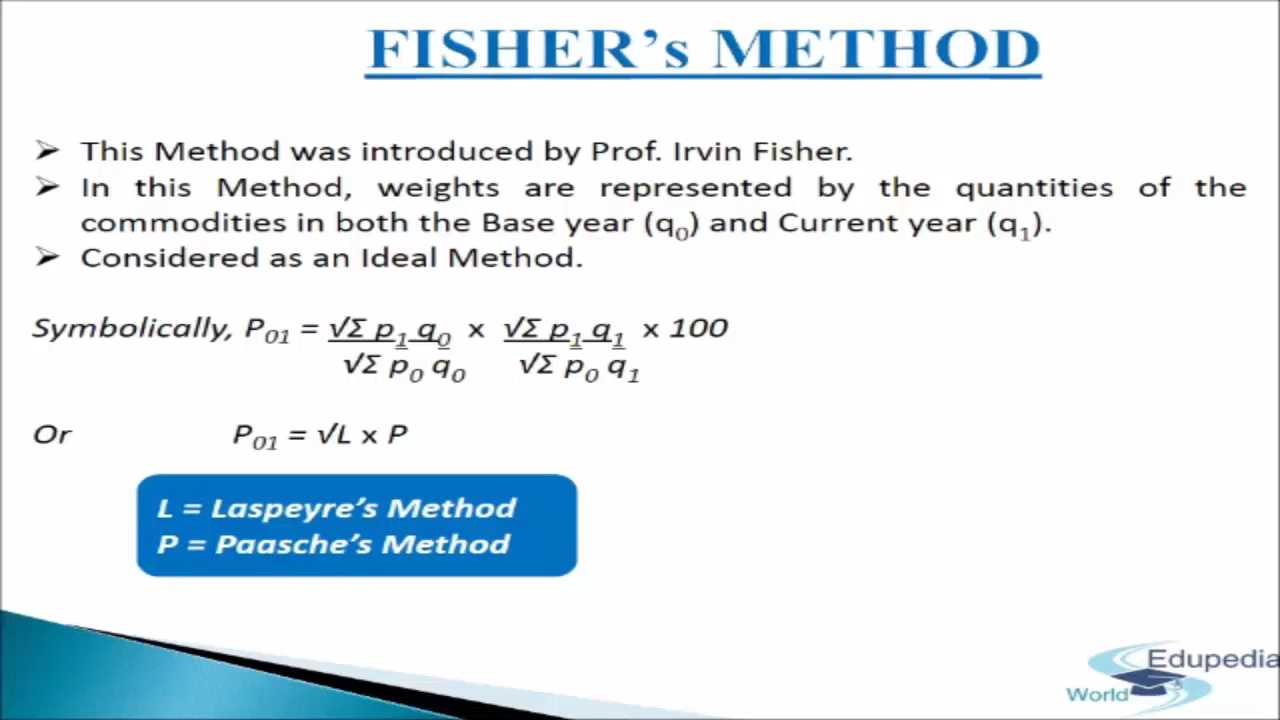 FISHER's METHOD
➢ This Method was introduced by Prof. Irvin Fisher.
➢ In this Method, weights are represented by the quantities of the
commodities in both the Base year (q₀) and Current year (q₁).
➢ Considered as an Ideal Method.
Symbolically, P₀₁ = √Σ p₁ q₀ x √Σ p₁ q₁ x 100
√Σ p₀ q₀ √Σ p₀ q₁
Or P₀₁ = √L x P
L = Laspeyre's Method
P = Paasche's Method
Edupedia
World